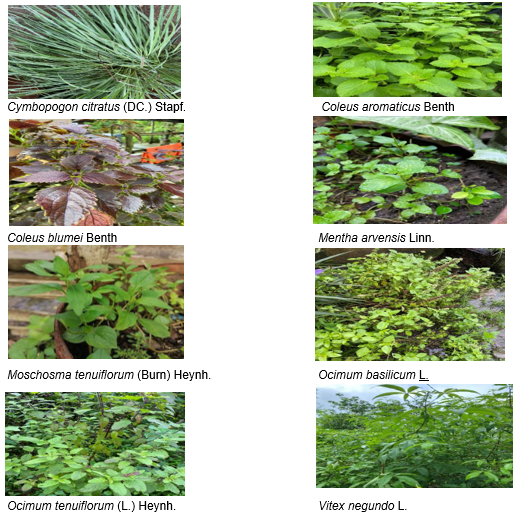 Cymbopogon citratus (DC.) Stapf.
Coleus aromaticus Benth
Coleus blumei Benth
Mentha arvensis Linn.
Moschosma tenuiflorum (Burn) Heynh.
Ocimum basilicum L.
Ocimum tenuiflorum (L.) Heynh.
Vitex negundo L.